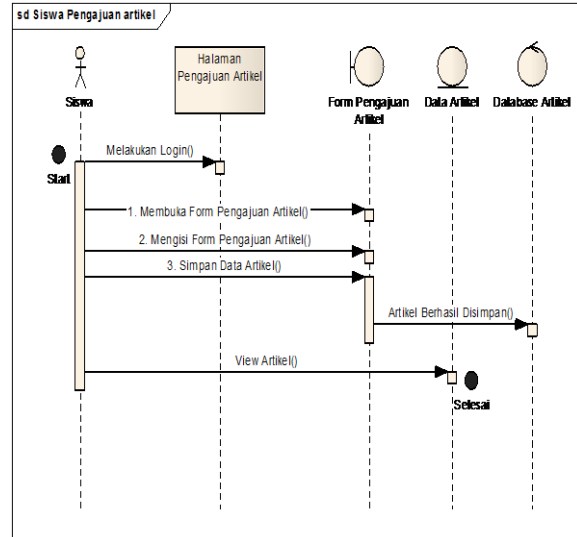 sd Siswa Pengajuan artikel
Halaman
Pengajuan Artikel
Siswa
Form Pengajuan
Artikel
Data Artikel
Database Artikel
Melakukan Login()
Start
1. Membuka Form Pengajuan Artikel()
2. Mengisi Form Pengajuan Artikel()
3. Simpan Data Artikel()
Artikel Berhasil Disimpan()
View Artikel()
Selesai